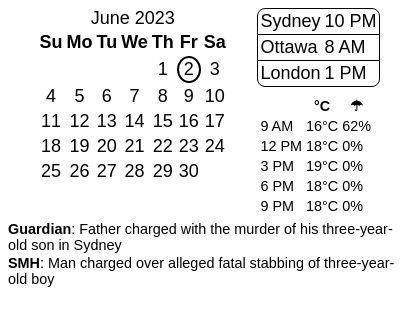 June 2023
Su Mo Tu We Th Fr Sa
1 2 3
4 5 6 7 8 9 10
11 12 13 14 15 16 17
18 19 20 21 22 23 24
25 26 27 28 29 30
Sydney 10 PM
Ottawa 8 AM
London 1 PM
°C ☂
9 AM 16°C 62%
12 PM 18°C 0%
3 PM 19°C 0%
6 PM 18°C 0%
9 PM 18°C 0%
Guardian: Father charged with the murder of his three-year-
old son in Sydney
SMH: Man charged over alleged fatal stabbing of three-year-
old boy